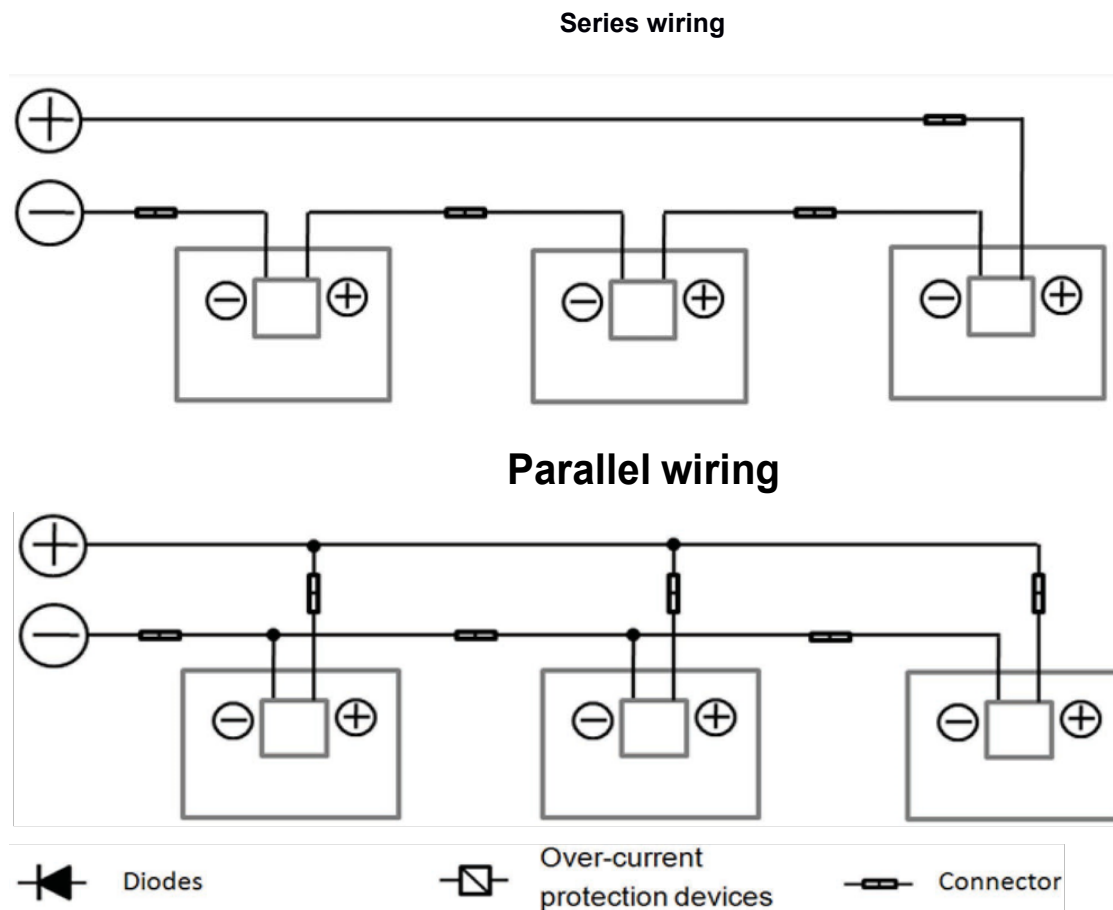 Series wiring
Parallel wiring
Diodes
Over-current
protection devices
Connector